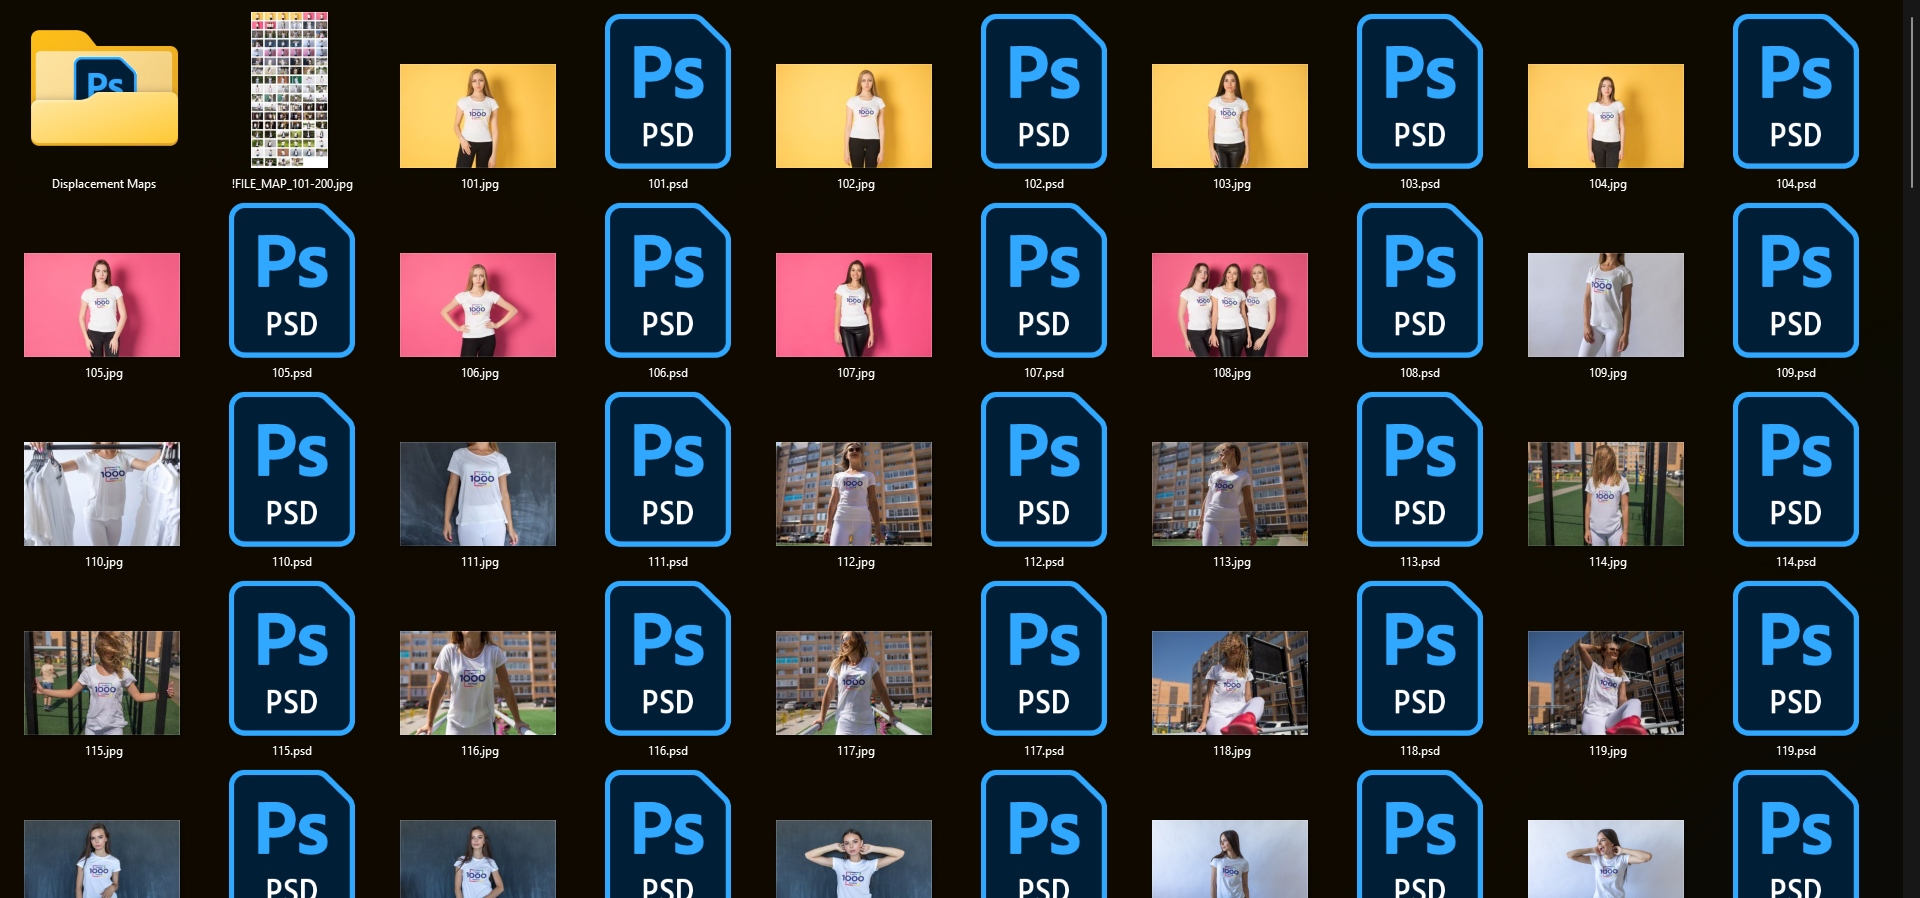 Ps
Ps PSD Ps PSD Ps PSD Ps PSD
1000 1000 1000 1000
Displacement Maps !FILE_MAP_101-200.jpg 101.jpg 101.psd 102.jpg 102.psd 103.jpg 103.psd 104.jpg 104.psd
Ps PSD Ps PSD Ps PSD Ps PSD Ps PSD
1000 1000 1000 1000 1000 1000 1000
105.jpg 105.psd 106.jpg 106.psd 107.jpg 107.psd 108.jpg 108.psd 109.jpg 109.psd
Ps PSD Ps PSD Ps PSD Ps PSD Ps PSD
1000 1000 1000 1000 1000
110.jpg 110.psd 111.jpg 111.psd 112.jpg 112.psd 113.jpg 113.psd 114.jpg 114.psd
Ps PSD Ps PSD Ps PSD Ps PSD Ps PSD
1000 1000 1000 1000 1000
115.jpg 115.psd 116.jpg 116.psd 117.jpg 117.psd 118.jpg 118.psd 119.jpg 119.psd
Ps PSD Ps PSD Ps PSD Ps PSD Ps PSD
1000 1000 1000 1000 1000